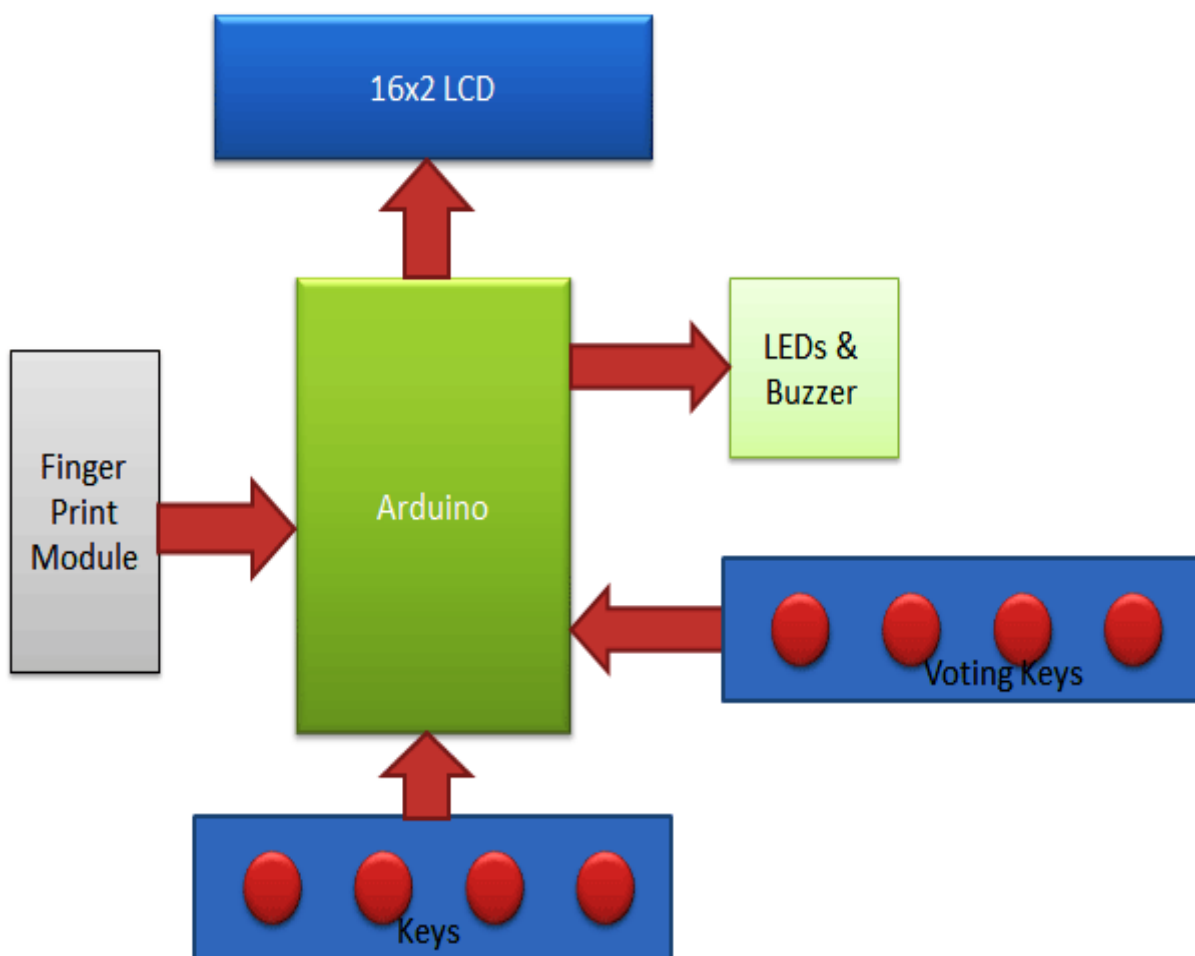 16x2 LCD
LEDs &
Buzzer
Finger
Print
Module
Arduino
Voting Keys
Keys